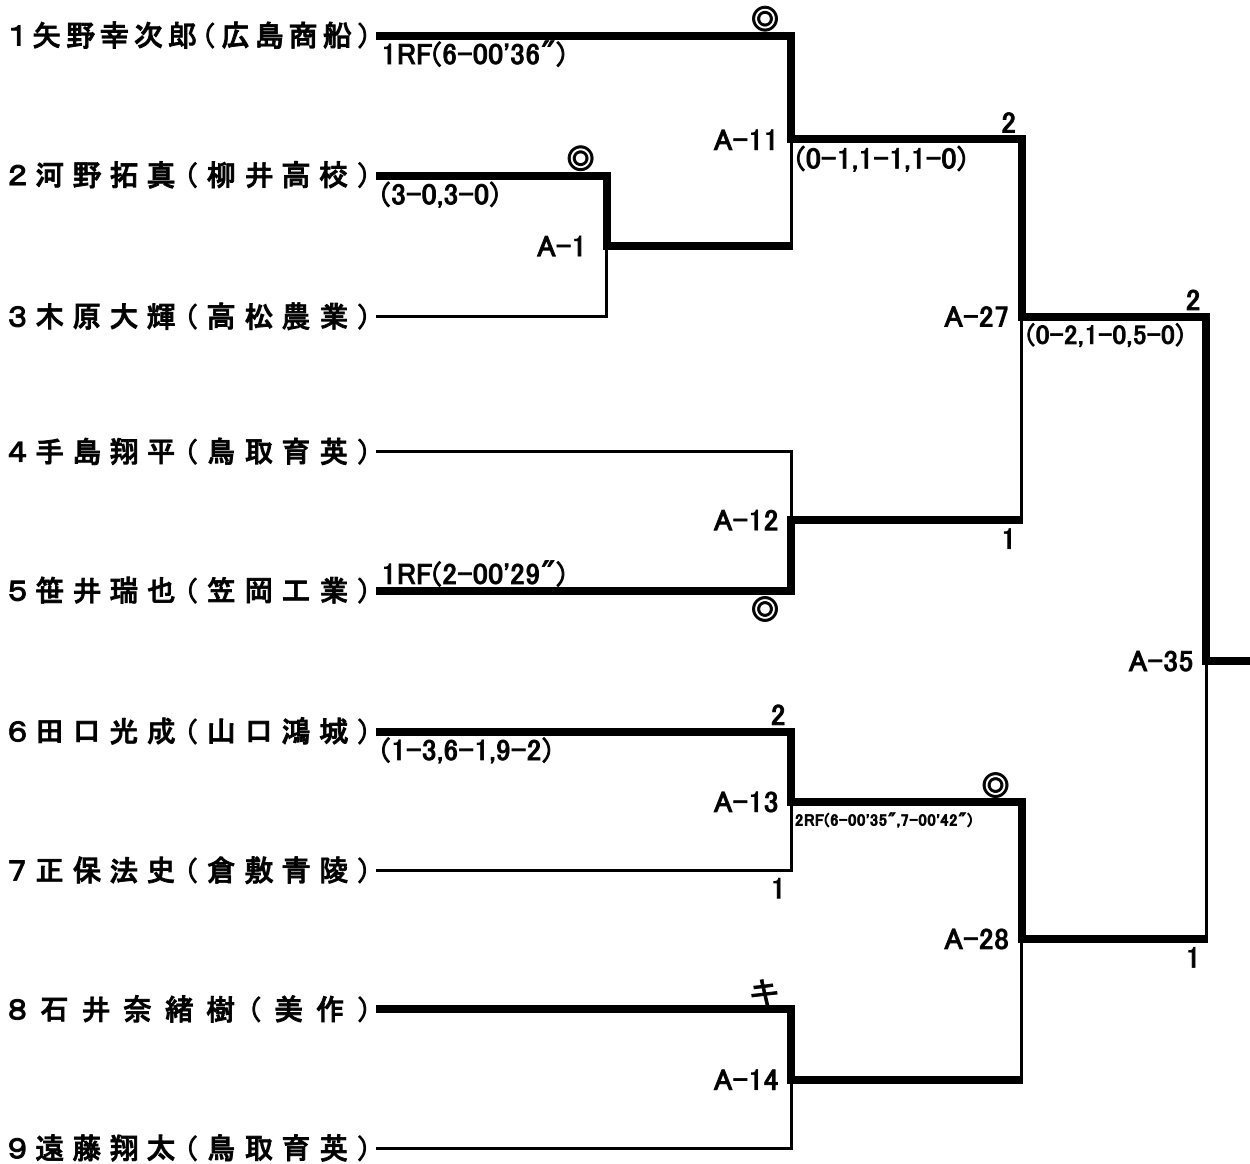 ◎
1矢野幸次郎(広島商船)
1RF(6-00'36″)
2
A-11
(0-1,1-1,1-0)
◎
2河野拓真(柳井高校)
(3-0,3-0)
A-1
2
3木原大輝(高松農業)
A-27
(0-2,1-0,5-0)
4手島翔平(鳥取育英)
A-12
1
1RF(2-00'29″)
5笹井瑞也(笠岡工業)
◎
A-35
2
6田口光成(山口鴻城)
(1-3,6-1,9-2)
◎
A-13
2RF(6-00'35″,7-00'42″)
7正保法史(倉敷青陵)
1
A-28
1
キ
8石井奈緒樹(美作)
A-14
9遠藤翔太(鳥取育英)